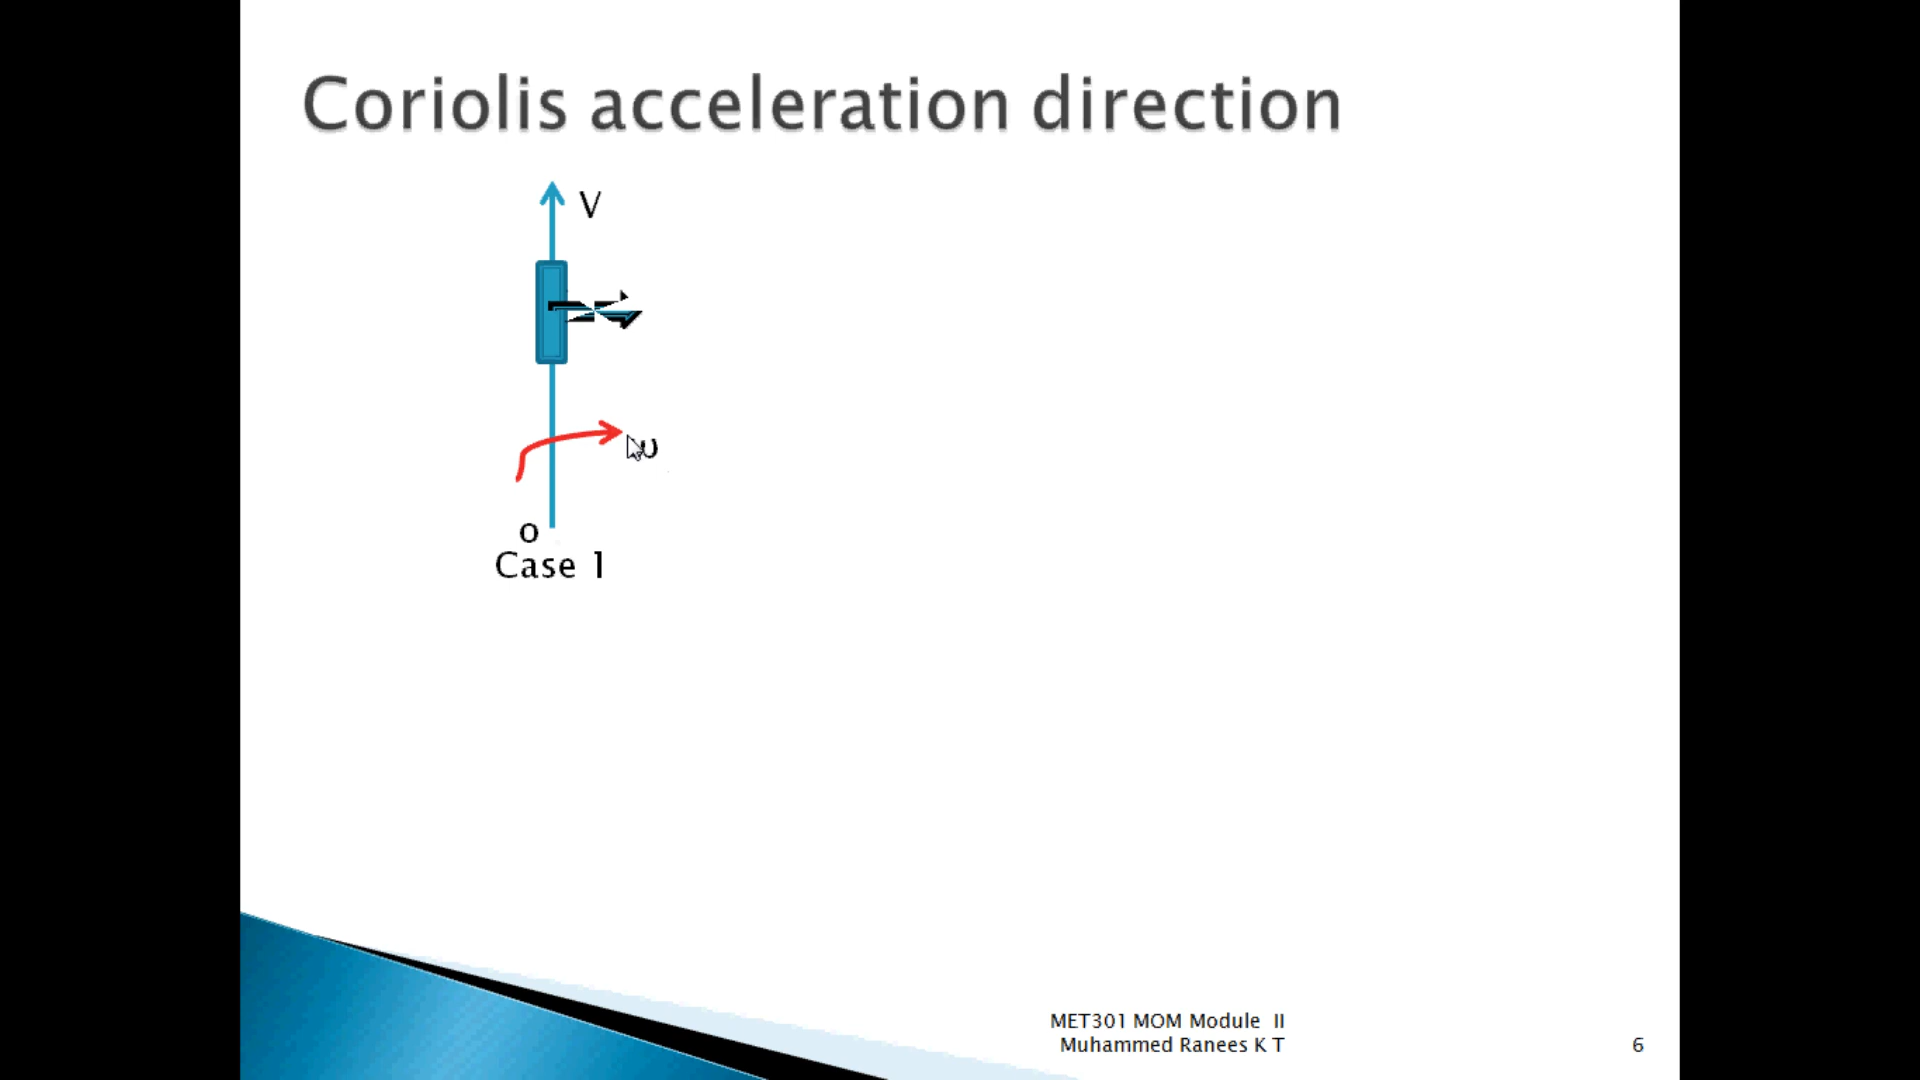 Coriolis acceleration direction
V
o
Case 1
MET301 MOM Module II
Muhammed Ranees K T
6